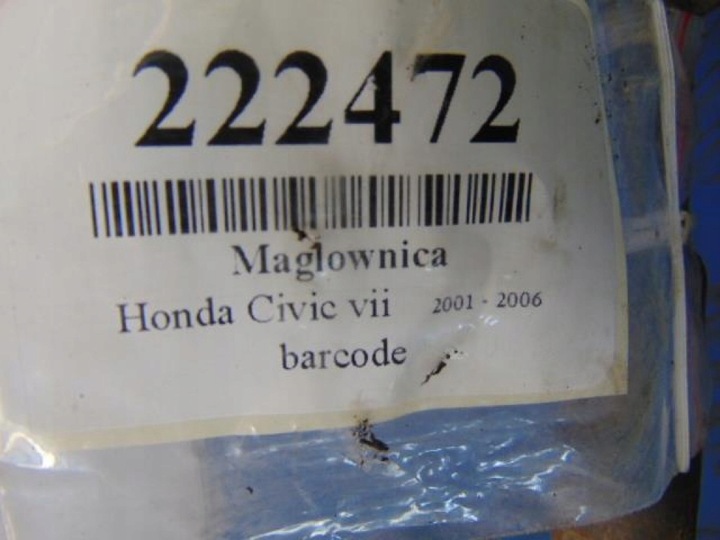 222472
Maglownica
Honda Civic vii 2001 - 2006
barcode